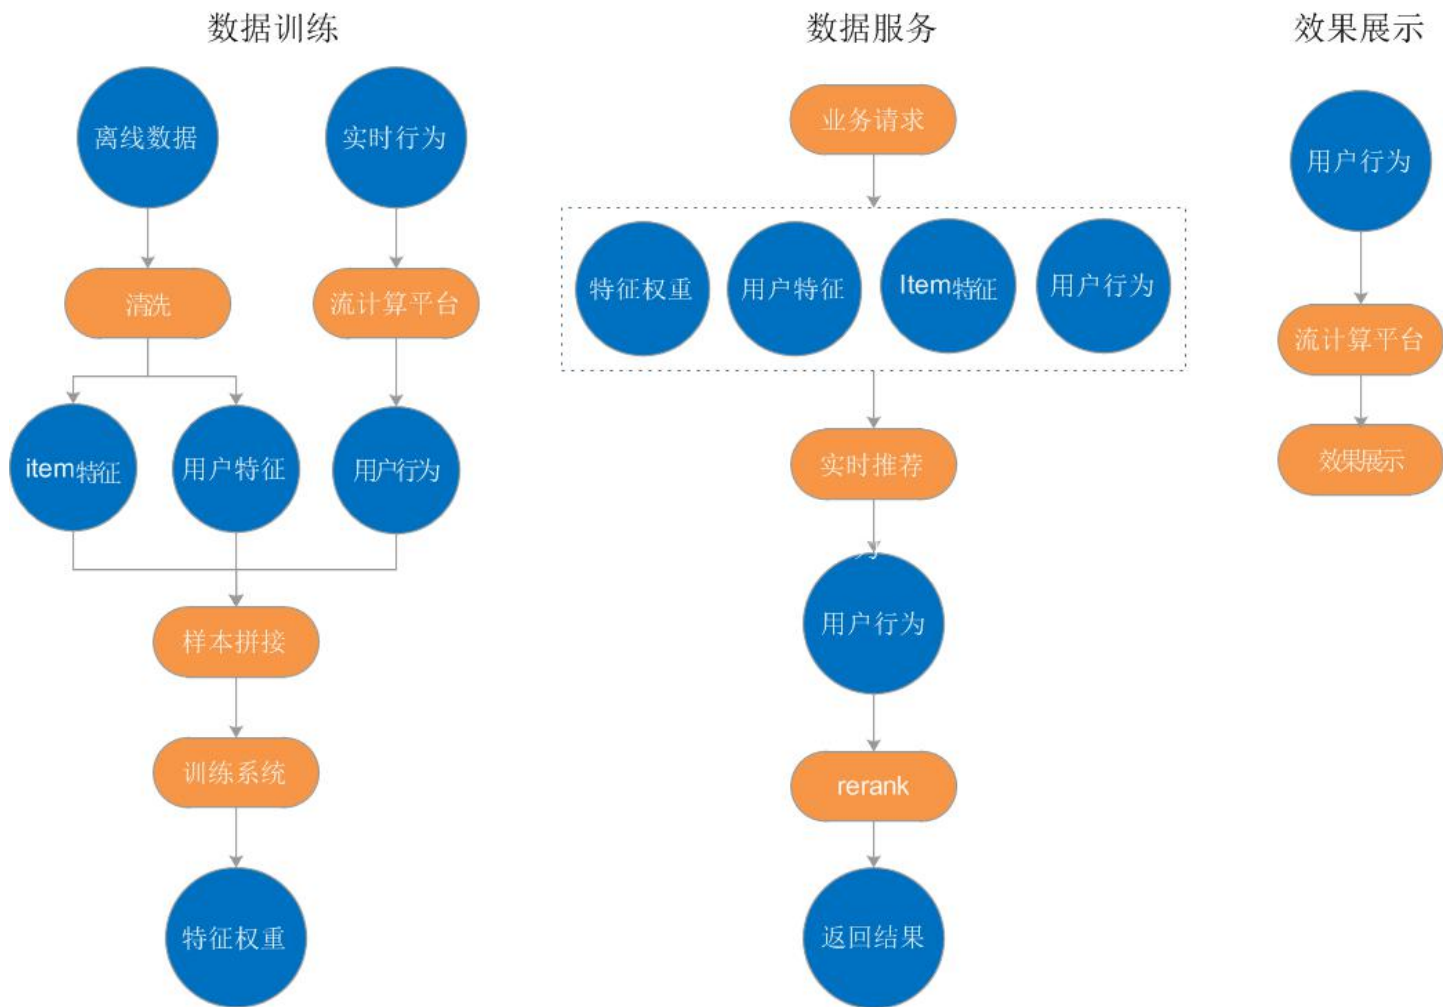 数据训练
离线数据
实时行为
清洗
流计算平台
item特征
用户特征
用户行为
样本拼接
训练系统
特征权重
数据服务
业务请求
特征权重
用户特征
Item特征
用户行为
实时推荐
用户行为
rerank
返回结果
效果展示
用户行为
流计算平台
效果展示